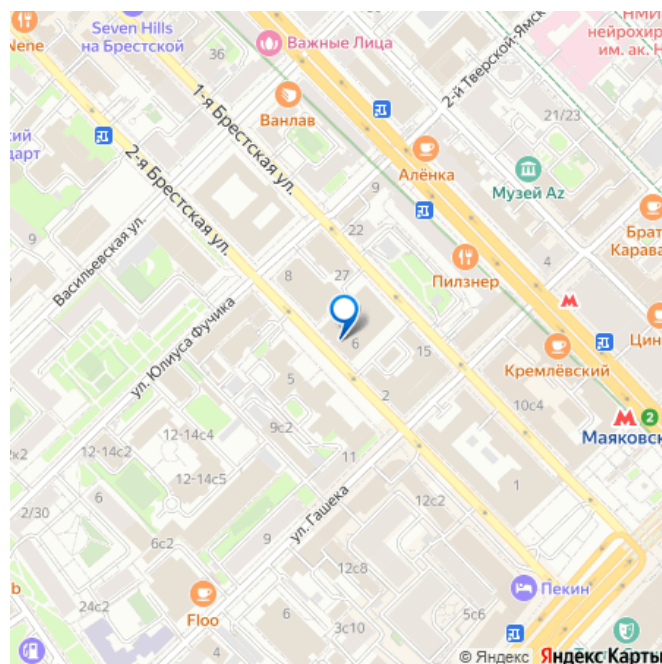 Nene
Seven Hills
на Брестской
36
Важные Лица
НМИ
нейрохир
им. ак. Н
2-й Тверской-Ямск
1-я Брестская ул.
Ванлав
21/23
кий
дарт
2-я Брестская ул.
Алёнка
9
Музей Az
Брат
Карава
Васильевская ул.
9
22
Пилзнер
4
8
27
ул. Юлиуса Фучика
6
15
Цин
Кремлёвский
5
2
10с4
9с2
12-14с4
Маяковск
2
12-14с2
11
12-14с5
6
ул. Гашека
12с2
1
2/30
6с2
9
12с8
Пекин
b
24с2
Floo
6
3с10
5с6
4
© Яндекс Яндекс Карты